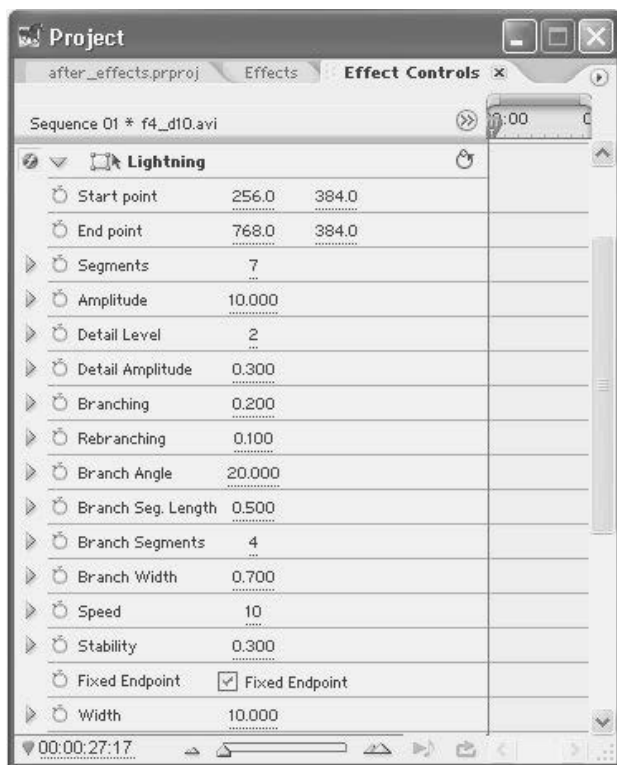 Project
after_effects.prproj Effects Effect Controls x
Sequence 01 * f4_d10.avi
Lightning
Start point 256.0 384.0
End point 768.0 384.0
Segments 7
Amplitude 10.000
Detail Level 2
Detail Amplitude 0.300
Branching 0.200
Rebranching 0.100
Branch Angle 20.000
Branch Seg. Length 0.500
Branch Segments 4
Branch Width 0.700
Speed 10
Stability 0.300
Fixed Endpoint Fixed Endpoint
Width 10.000
00:00:27:17